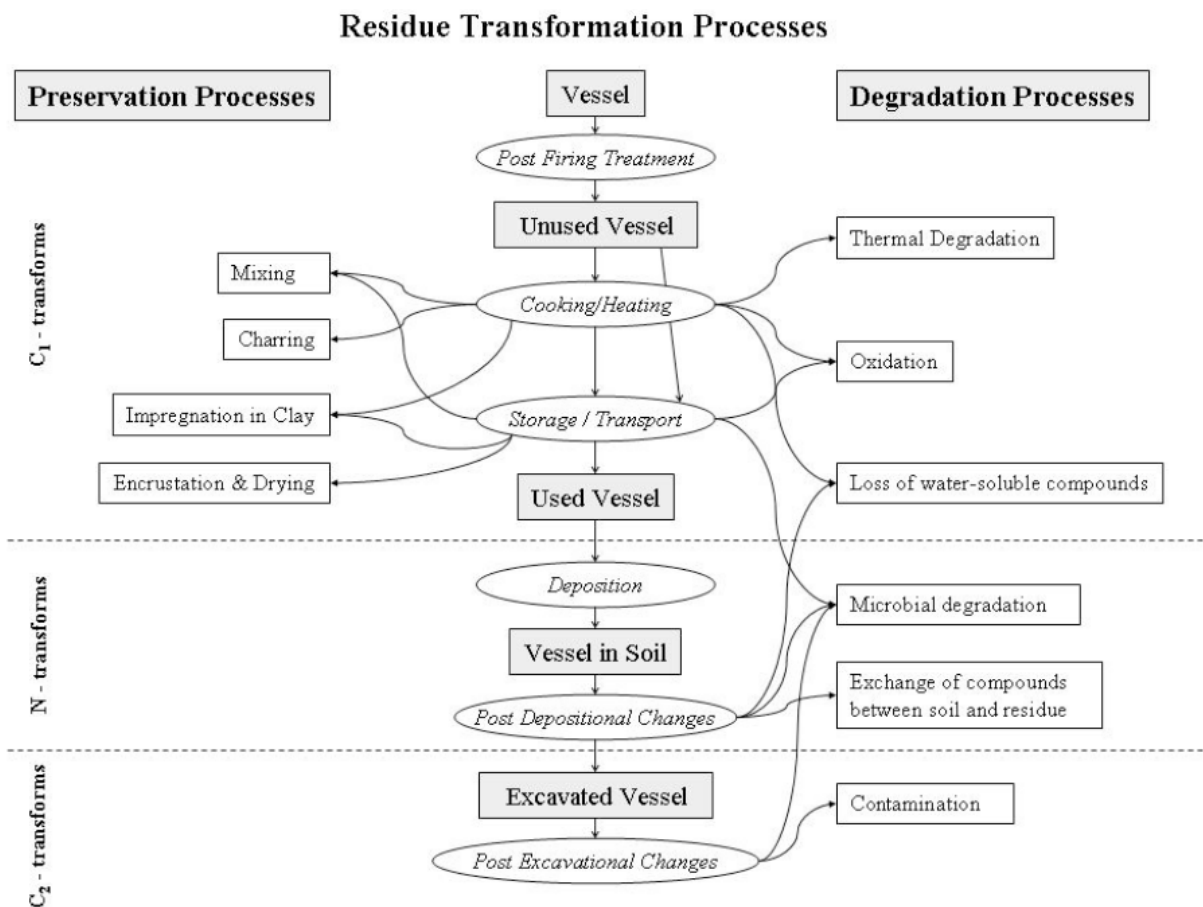 Residue Transformation Processes
Preservation Processes
Vessel
Degradation Processes
Post Firing Treatment
Unused Vessel
Thermal Degradation
Mixing
Cooking/Heating
Charring
Oxidation
C1 - transforms
Impregnation in Clay
Storage / Transport
Encrustation & Drying
Used Vessel
Loss of water-soluble compounds
Deposition
Microbial degradation
N - transforms
Vessel in Soil
Exchange of compounds
between soil and residue
Post Depositional Changes
Excavated Vessel
Contamination
C2 - transforms
Post Excavational Changes